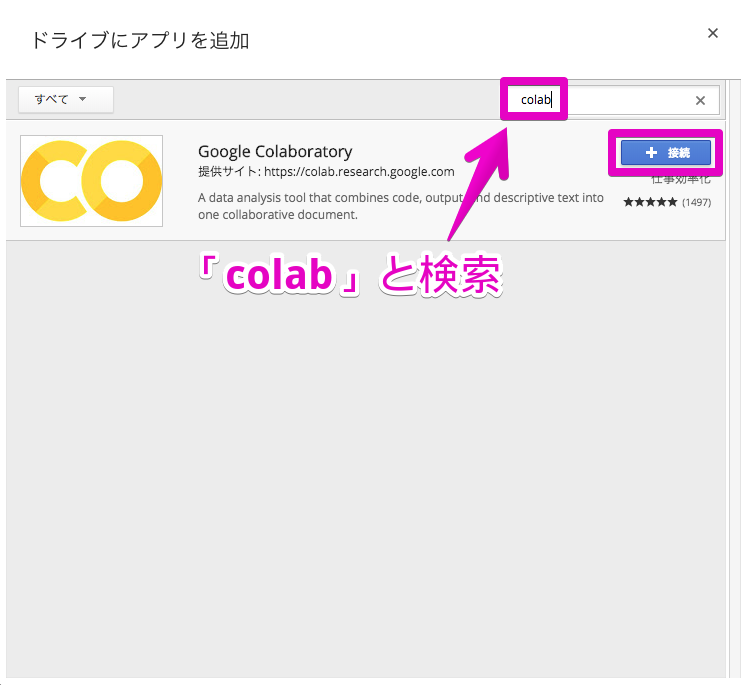 ドライブにアプリを追加
×
すべて
colab
×
Google Colaboratory
提供サイト: https://colab.research.google.com
A data analysis tool that combines code, output, and descriptive text into
one collaborative document.
+ 接続
仕事効率化
★★★★★ (1497)
「colab」と検索